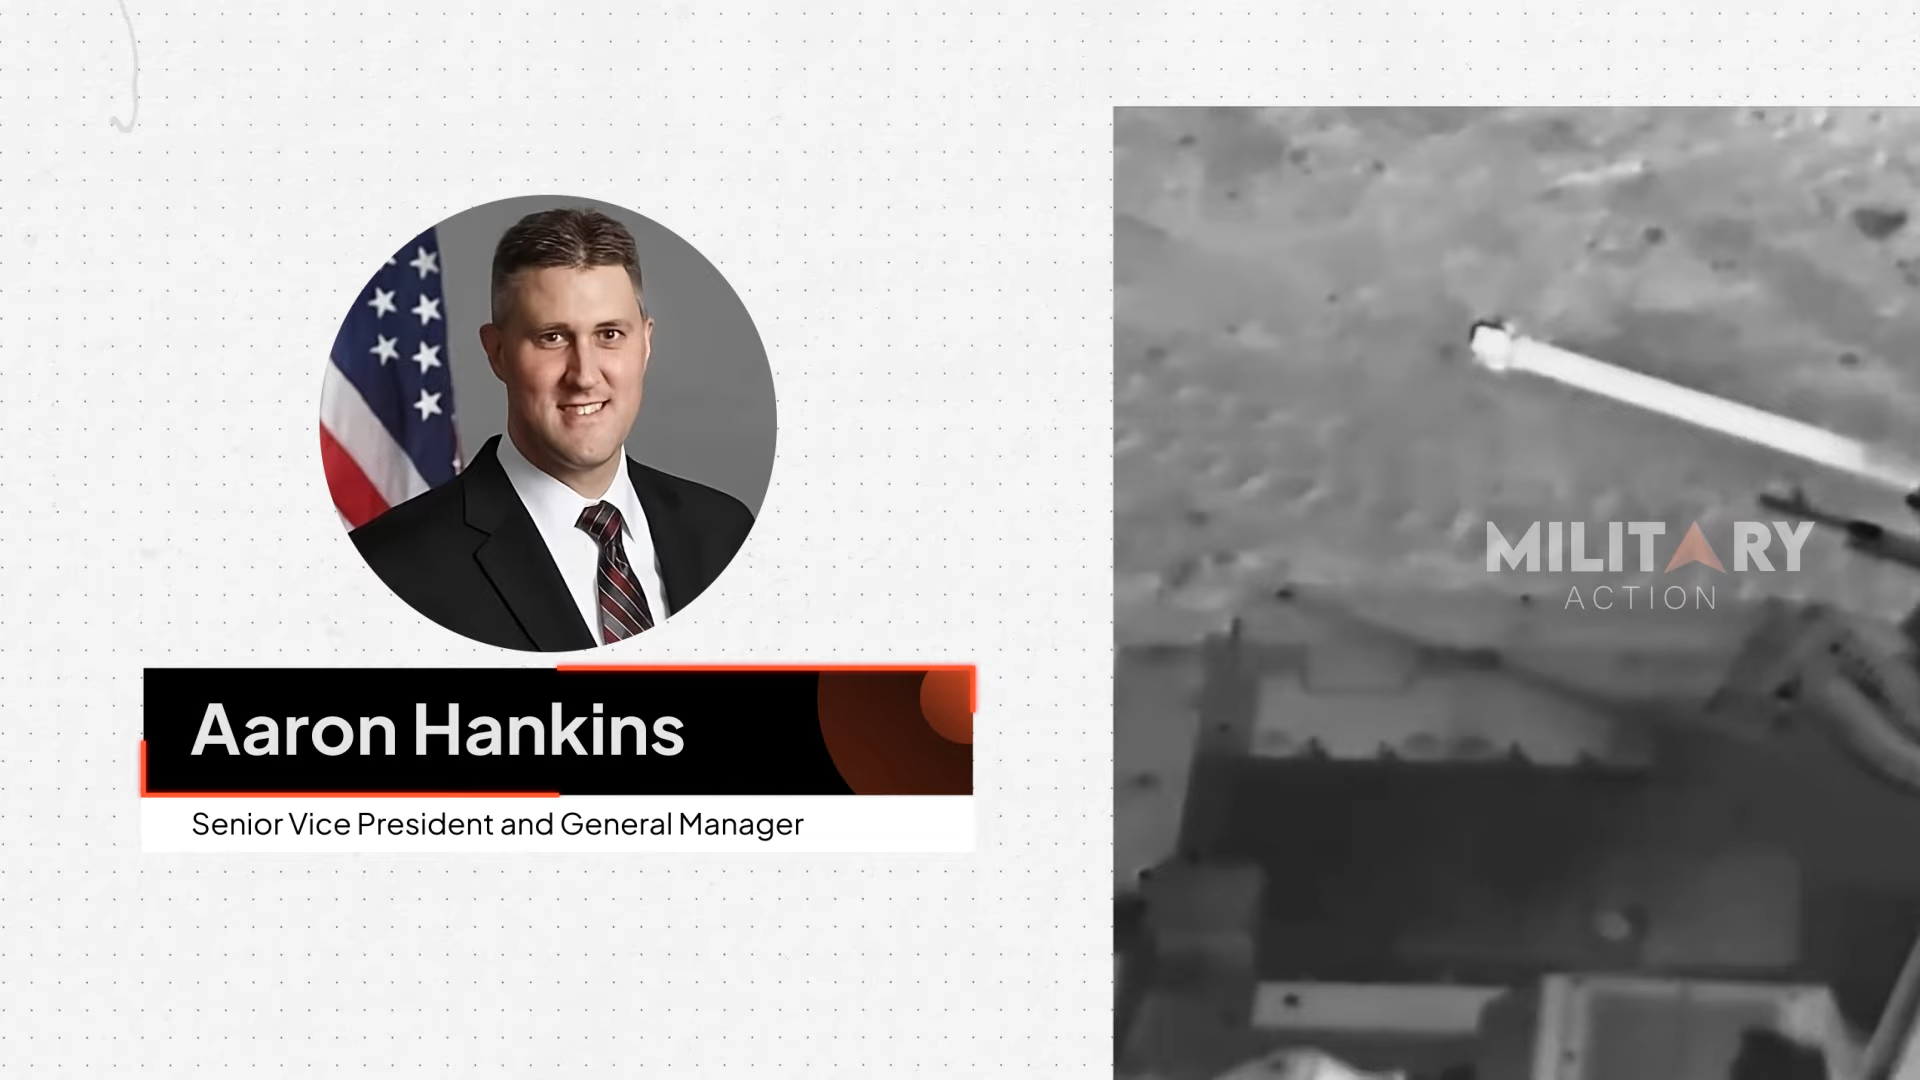 Aaron Hankins
Senior Vice President and General Manager
MILITARY
ACTION